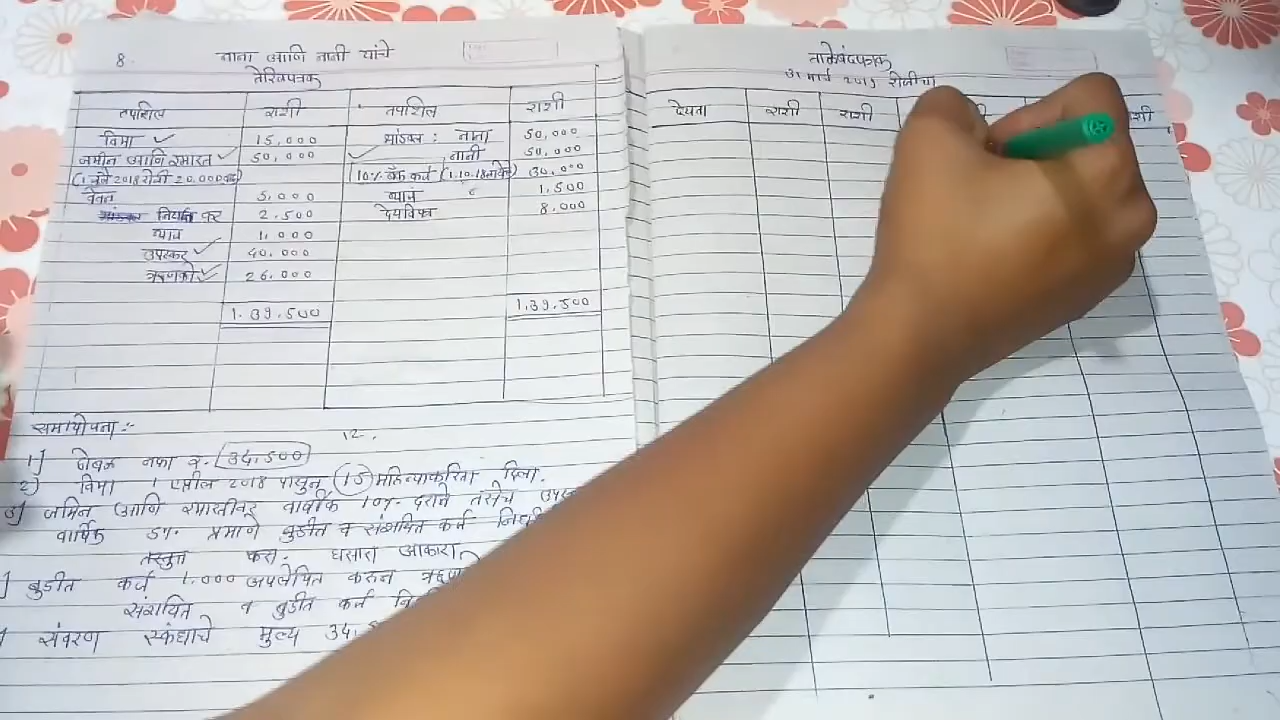 8. नाना आणि नानी यांचे
तेरिजपत्रक
तपशिल राशी तपशिल राशी
विमा ✓ 15,000 भांडवल : नाना 50,000
जमीन आणि इमारत ✓ 50,000 नानी 50,000
(1 जुलै 2018 रोजी 20,000 10% बँक कर्ज (1.10.18 30,000
वेतन 5,000 व्याज 1,500
निर्यात कर 2,500 देयविपत्र 8,000
व्याज 1,000
उपस्कर ✓ 40,000
ऋणको ✓ 26,000
1,39,500 1,39,500
समायोजना :-
12.
1] ढोबळ नफा रु. 34,500
2) विमा 1 एप्रिल 2018 पासुन 15 महिन्याकरिता दिला.
3) जमिन आणि इमारतीवर वार्षिक 10% दराने तसेच
वार्षिक 5% प्रमाणे बुडीत व संशयित कर्ज
तरतुद करा. घसारा आकारा
] बुडीत कर्ज 1,000 अपलेखित करून
संशयित व बुडीत कर्ज
संवरण स्कंधाचे मुल्य
ताळेबंदपत्रक
31 मार्च 2019 रोजीचा
देयता राशी राशी